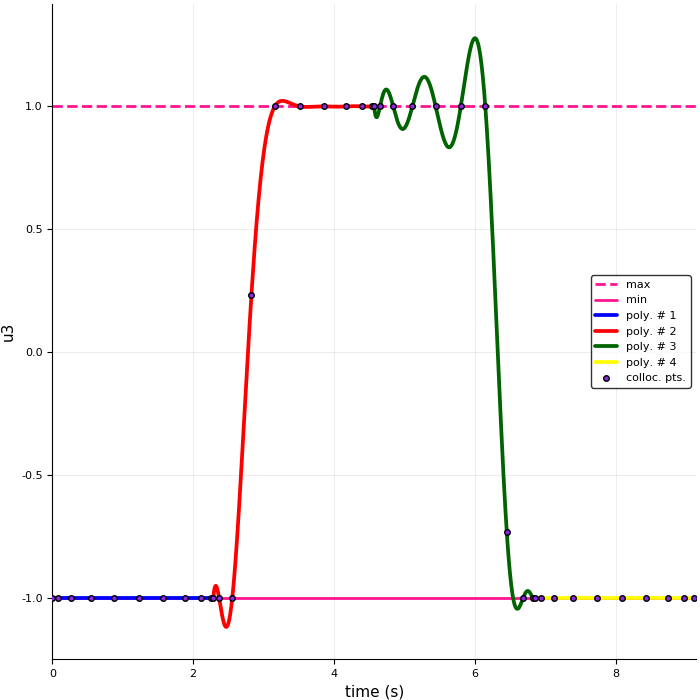 1.0
0.5
0.0
-0.5
-1.0
u3
max
min
poly. # 1
poly. # 2
poly. # 3
poly. # 4
colloc. pts.
0
2
4
6
8
time (s)